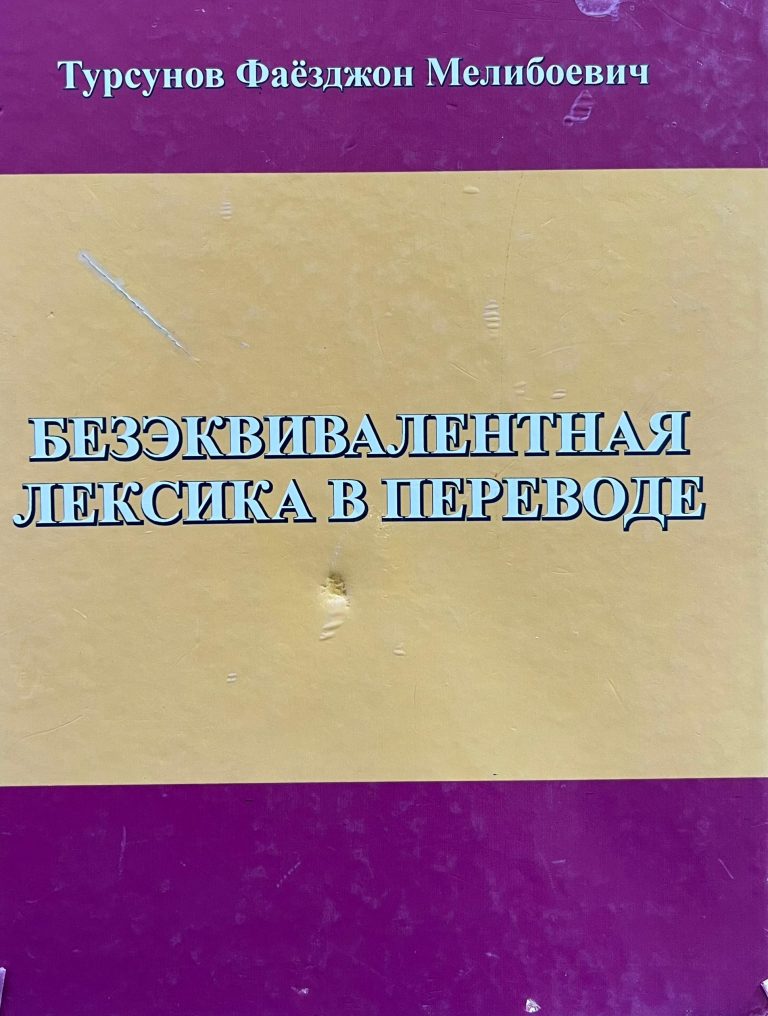 Турсунов Фаёзджон Мелибоевич
БЕЗЭКВИВАЛЕНТНАЯ
ЛЕКСИКА В ПЕРЕВОДЕ